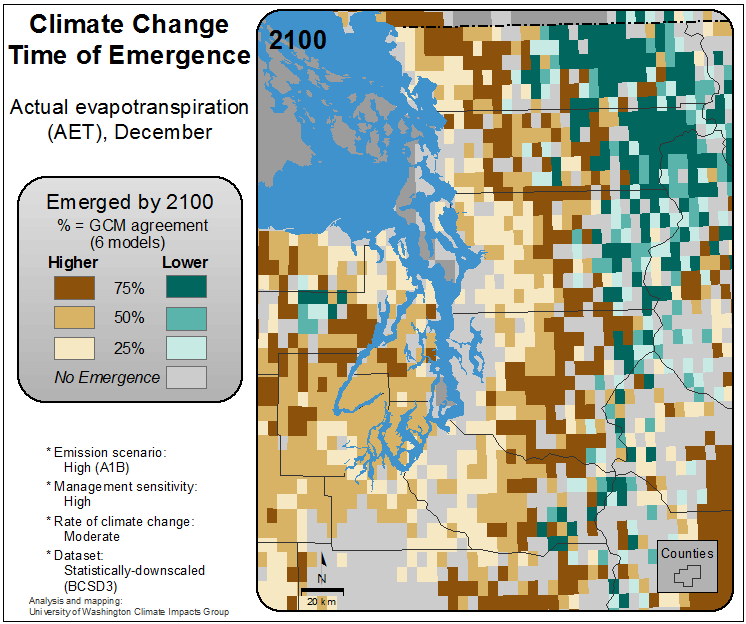 Climate Change
Time of Emergence
Actual evapotranspiration
(AET), December
Emerged by 2100
% = GCM agreement
(6 models)
Higher Lower
75%
50%
25%
No Emergence
* Emission scenario:
High (A1B)
* Management sensitivity:
High
* Rate of climate change:
Moderate
* Dataset:
Statistically-downscaled
(BCSD3)
Analysis and mapping:
University of Washington Climate Impacts Group
2100
N
20 km
Counties